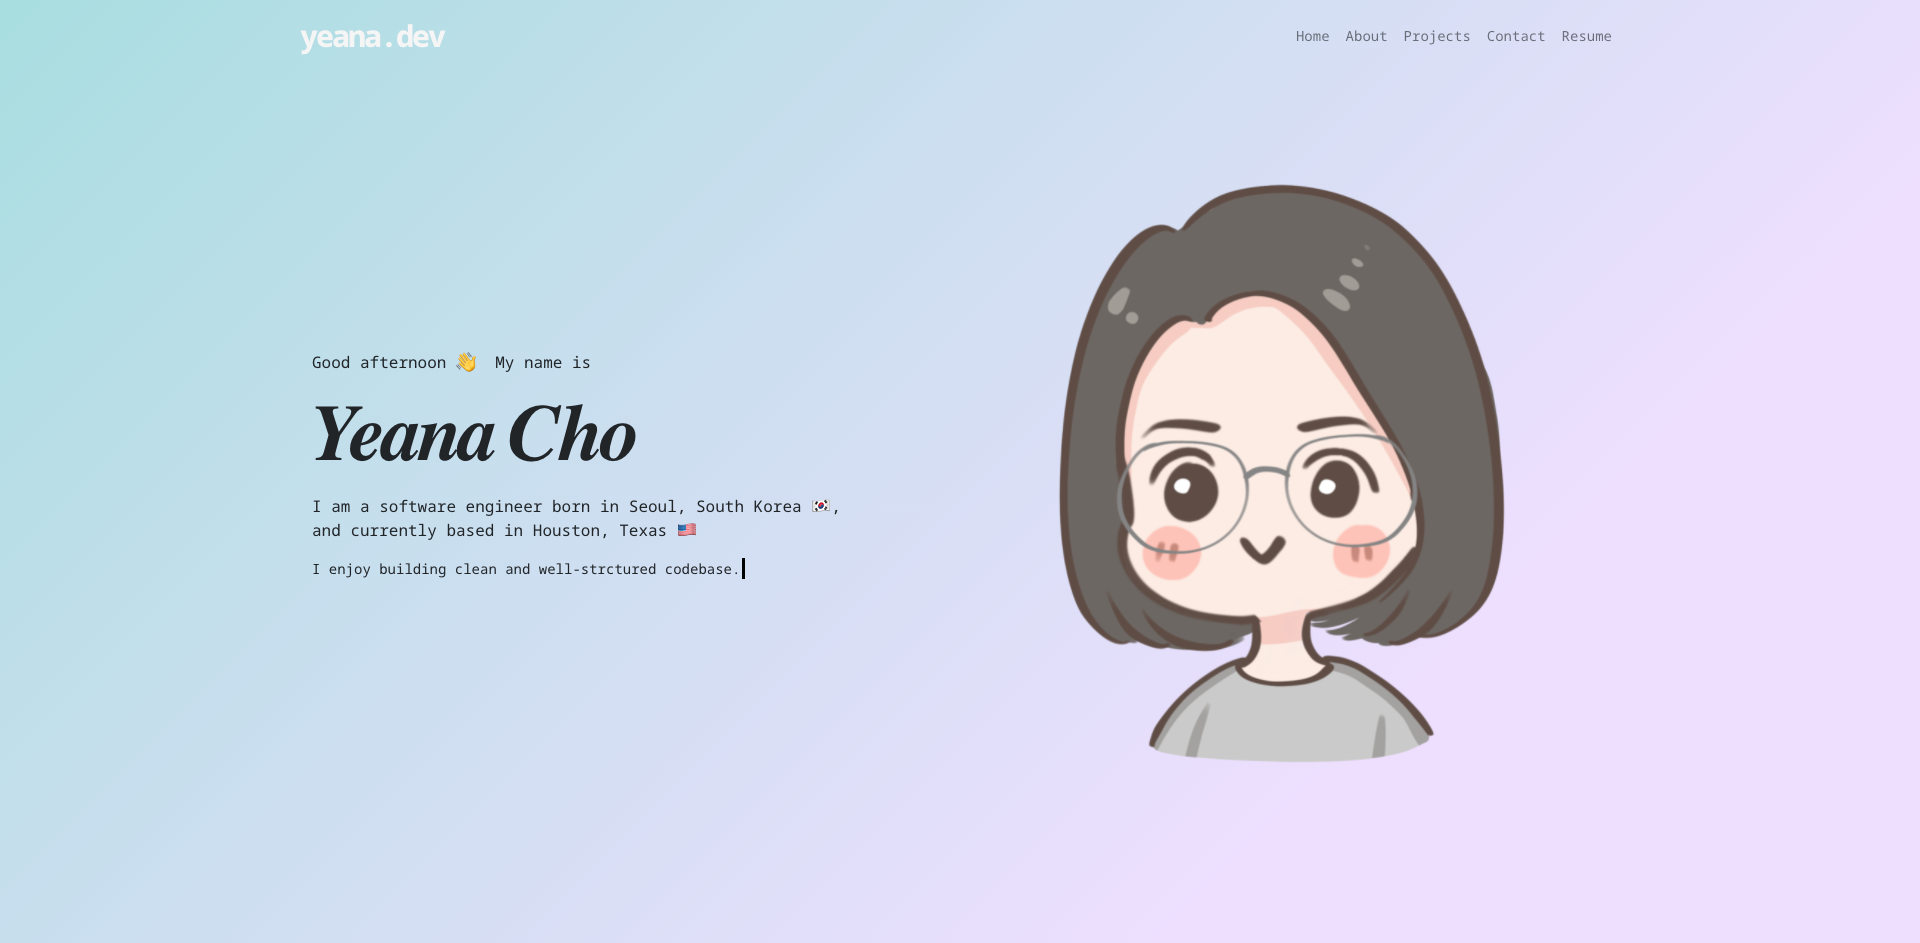 yeana.dev
Home About Projects Contact Resume
Good afternoon 👋 My name is
Yeana Cho
I am a software engineer born in Seoul, South Korea 🇰🇷,
and currently based in Houston, Texas 🇺🇸
I enjoy building clean and well-strctured codebase.